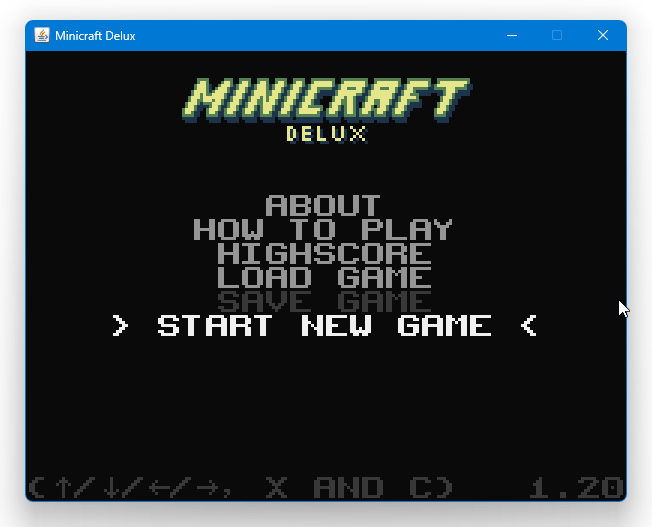 Minicraft Delux
MINICRAFT
DELUX
ABOUT
HOW TO PLAY
HIGHSCORE
LOAD GAME
SAVE GAME
> START NEW GAME <
(↑/↓/←/→, X AND C) 1.20